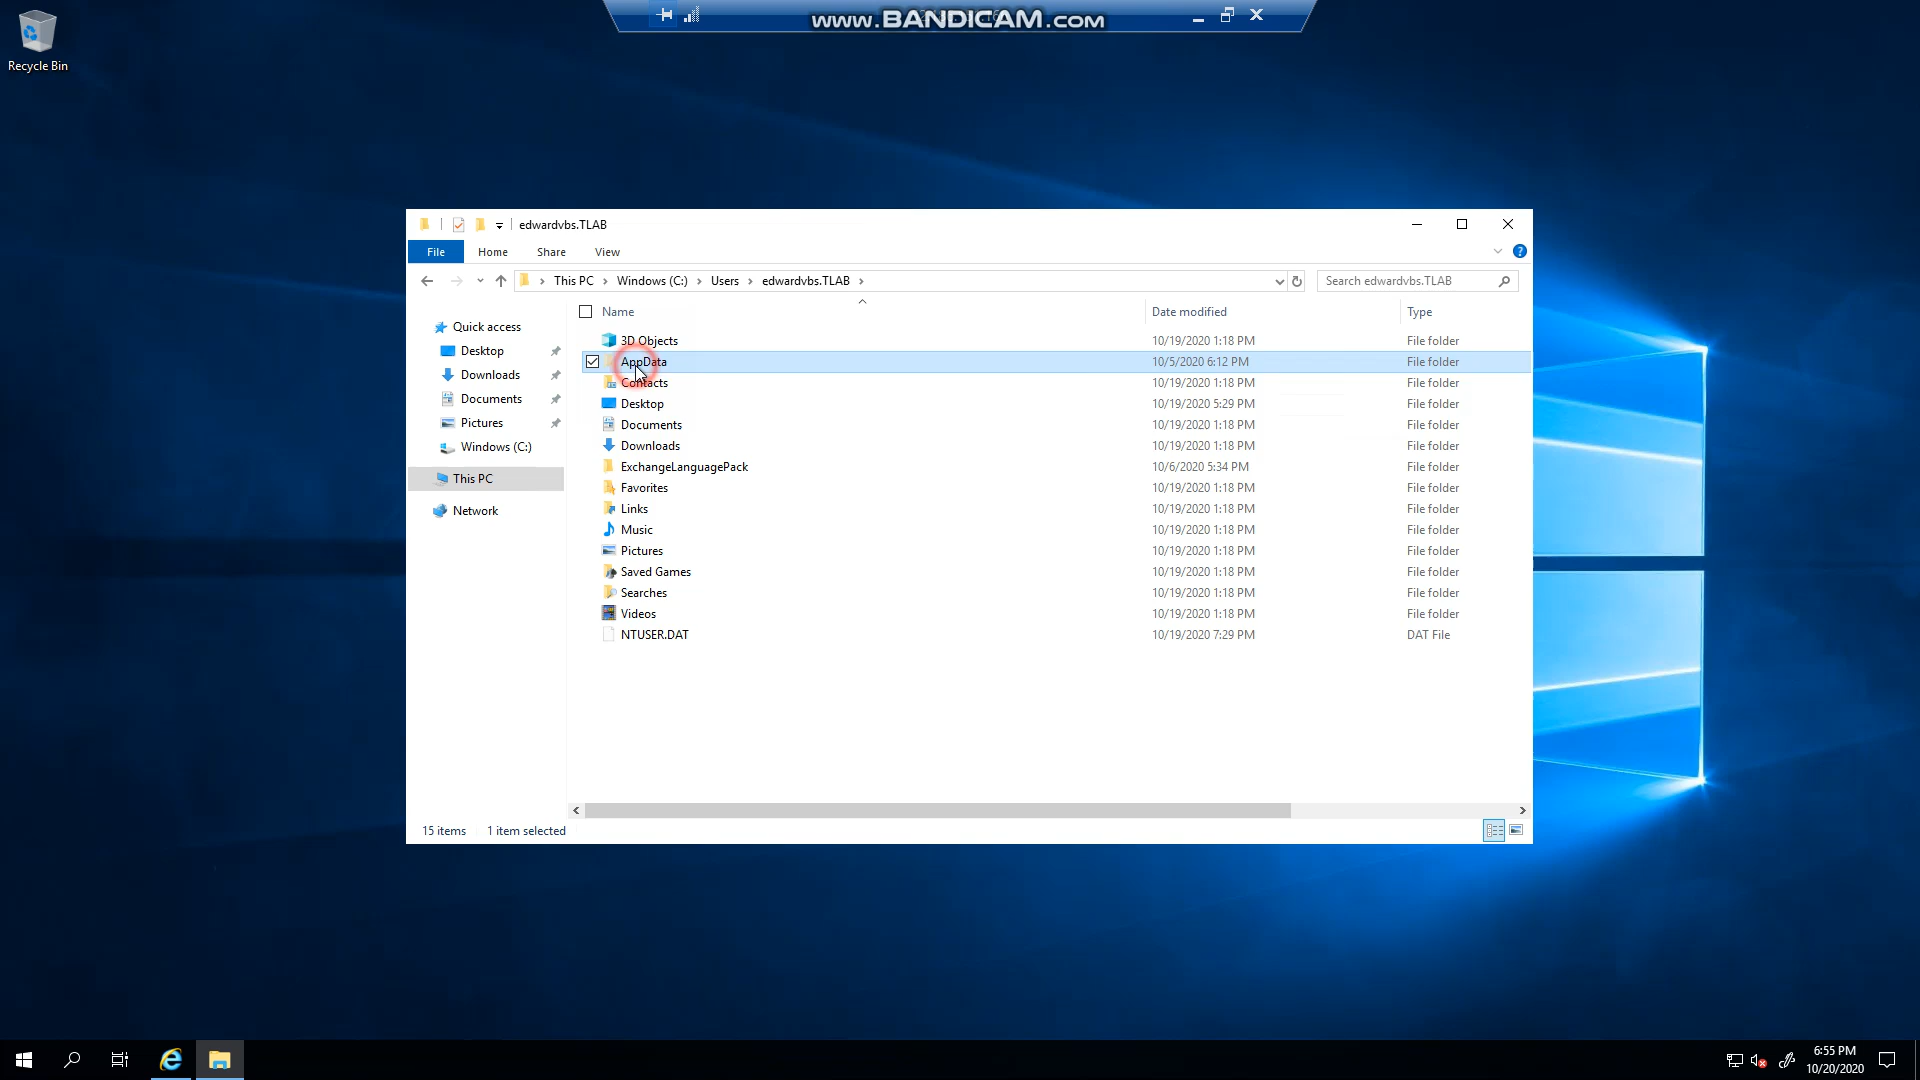 www.BANDICAM.com
Recycle Bin
edwardvbs.TLAB
File Home Share View
This PC Windows (C:) Users edwardvbs.TLAB
Search edwardvbs.TLAB
Name Date modified Type
Quick access
Desktop
Downloads
Documents
Pictures
Windows (C:)
This PC
Network
3D Objects 10/19/2020 1:18 PM File folder
AppData 10/5/2020 6:12 PM File folder
Contacts 10/19/2020 1:18 PM File folder
Desktop 10/19/2020 5:29 PM File folder
Documents 10/19/2020 1:18 PM File folder
Downloads 10/19/2020 1:18 PM File folder
ExchangeLanguagePack 10/6/2020 5:34 PM File folder
Favorites 10/19/2020 1:18 PM File folder
Links 10/19/2020 1:18 PM File folder
Music 10/19/2020 1:18 PM File folder
Pictures 10/19/2020 1:18 PM File folder
Saved Games 10/19/2020 1:18 PM File folder
Searches 10/19/2020 1:18 PM File folder
Videos 10/19/2020 1:18 PM File folder
NTUSER.DAT 10/19/2020 7:29 PM DAT File
15 items 1 item selected
6:55 PM
10/20/2020